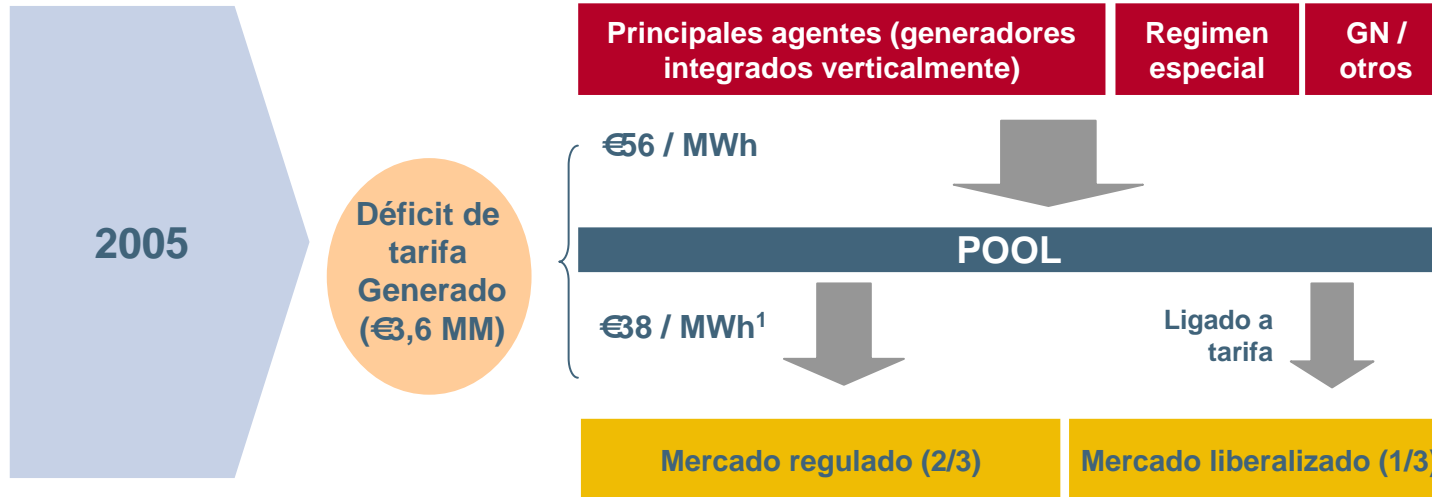 Principales agentes (generadores
integrados verticalmente)
Regimen
especial
GN /
otros
€56 / MWh
2005
Déficit de
tarifa
Generado
(€3,6 MM)
POOL
€38 / MWh¹
Ligado a
tarifa
Mercado regulado (2/3)
Mercado liberalizado (1/3)